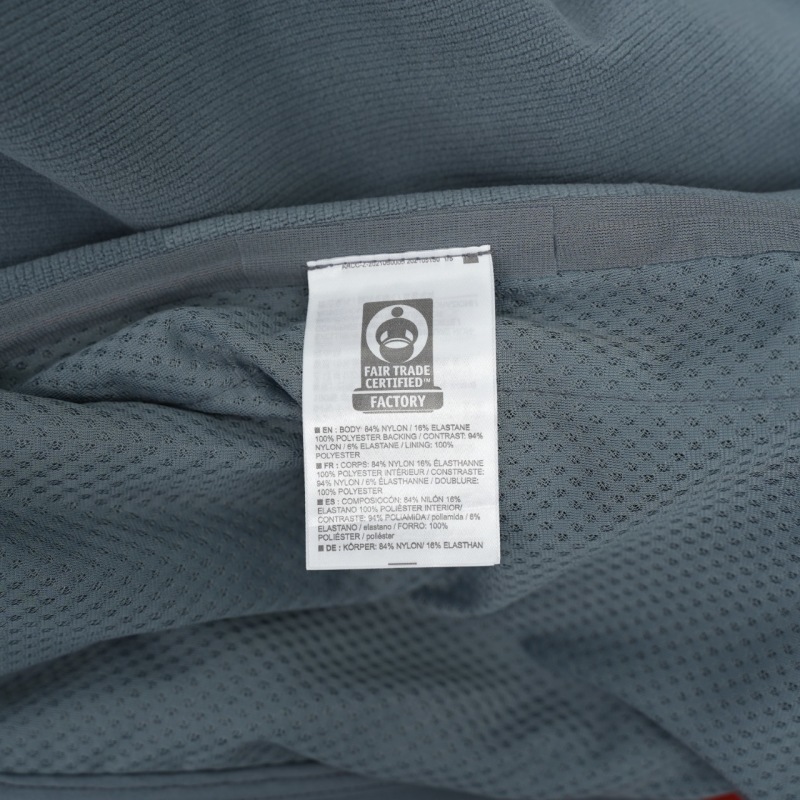 FAIR TRADE
CERTIFIED™
FACTORY
■ EN : BODY: 84% NYLON / 16% ELASTANE
100% POLYESTER BACKING / CONTRAST: 94%
NYLON / 6% ELASTANE / LINING: 100%
POLYESTER
■ FR : CORPS: 84% NYLON 16% ÉLASTHANNE
100% POLYESTER INTÉRIEUR / CONSTRASTE:
94% NYLON / 6% ÉLASTHANNE / DOUBLURE:
100% POLYESTER
■ ES : COMPOSICCÓN: 84% NILÓN 16%
ELASTANO 100% POLIÉSTER INTERIOR/
CONTRASTE: 94% POLIAMIDA / poliamida / 6%
ELASTANO / elastano / FORRO: 100%
POLIÉSTER / poliéster
■ DE : KÖRPER: 84% NYLON/ 16% ELASTHAN